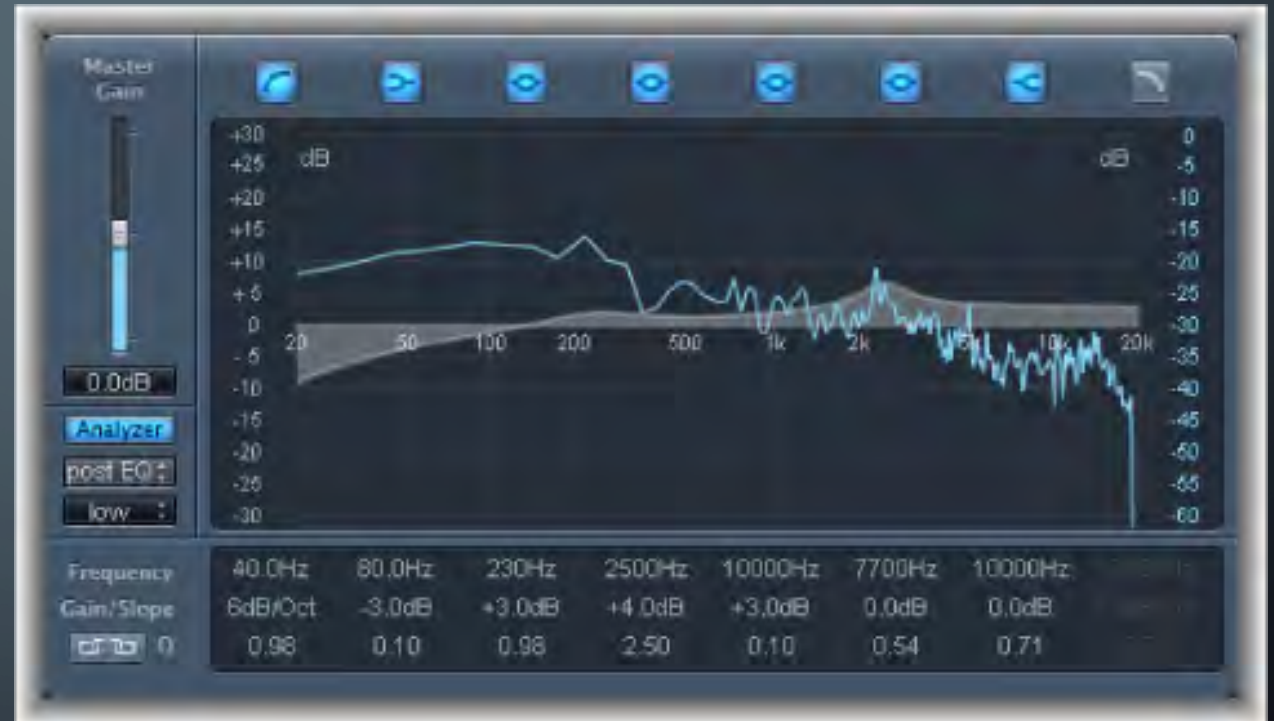 Master
Gain
0.0dB
Analyzer
post EQ
low
dB
dB
+30
+25
+20
+15
+10
+ 5
0
- 5
-10
-15
-20
-25
-30
20 50 100 200 500 1k 2k 5k 10k 20k
0
-5
-10
-15
-20
-25
-30
-35
-40
-45
-50
-55
-60
Frequency 40.0Hz 80.0Hz 230Hz 2500Hz 10000Hz 7700Hz 10000Hz
Gain/Slope 6dB/Oct -3.0dB +3.0dB +4.0dB +3.0dB 0.0dB 0.0dB
Q 0.98 0.10 0.98 2.50 0.10 0.54 0.71